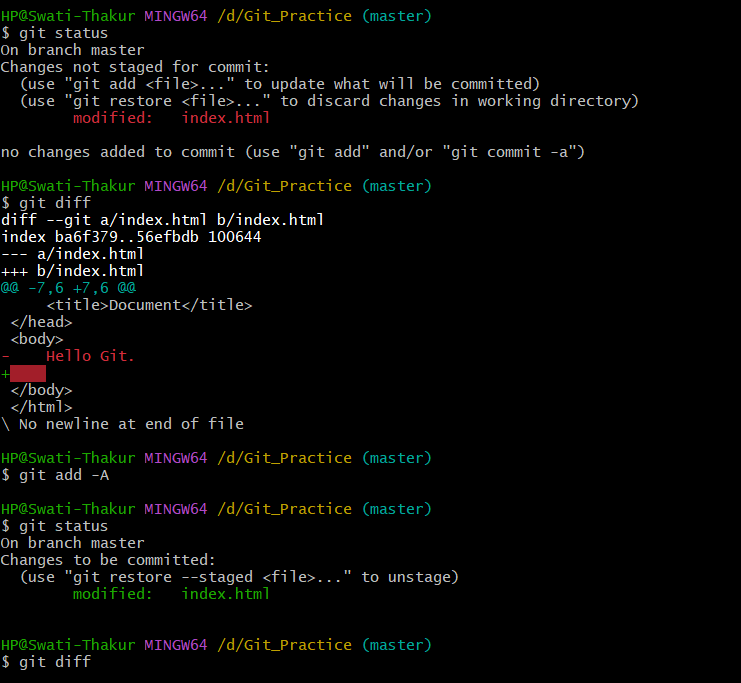 HP@Swati-Thakur MINGW64 /d/Git_Practice (master)
$ git status
On branch master
Changes not staged for commit:
  (use "git add <file>..." to update what will be committed)
  (use "git restore <file>..." to discard changes in working directory)
        modified:   index.html

no changes added to commit (use "git add" and/or "git commit -a")

HP@Swati-Thakur MINGW64 /d/Git_Practice (master)
$ git diff
diff --git a/index.html b/index.html
index ba6f379..56efbdb 100644
--- a/index.html
+++ b/index.html
@@ -7,6 +7,6 @@
     <title>Document</title>
 </head>
 <body>
-    Hello Git.
+
 </body>
 </html>
\ No newline at end of file

HP@Swati-Thakur MINGW64 /d/Git_Practice (master)
$ git add -A

HP@Swati-Thakur MINGW64 /d/Git_Practice (master)
$ git status
On branch master
Changes to be committed:
  (use "git restore --staged <file>..." to unstage)
        modified:   index.html


HP@Swati-Thakur MINGW64 /d/Git_Practice (master)
$ git diff